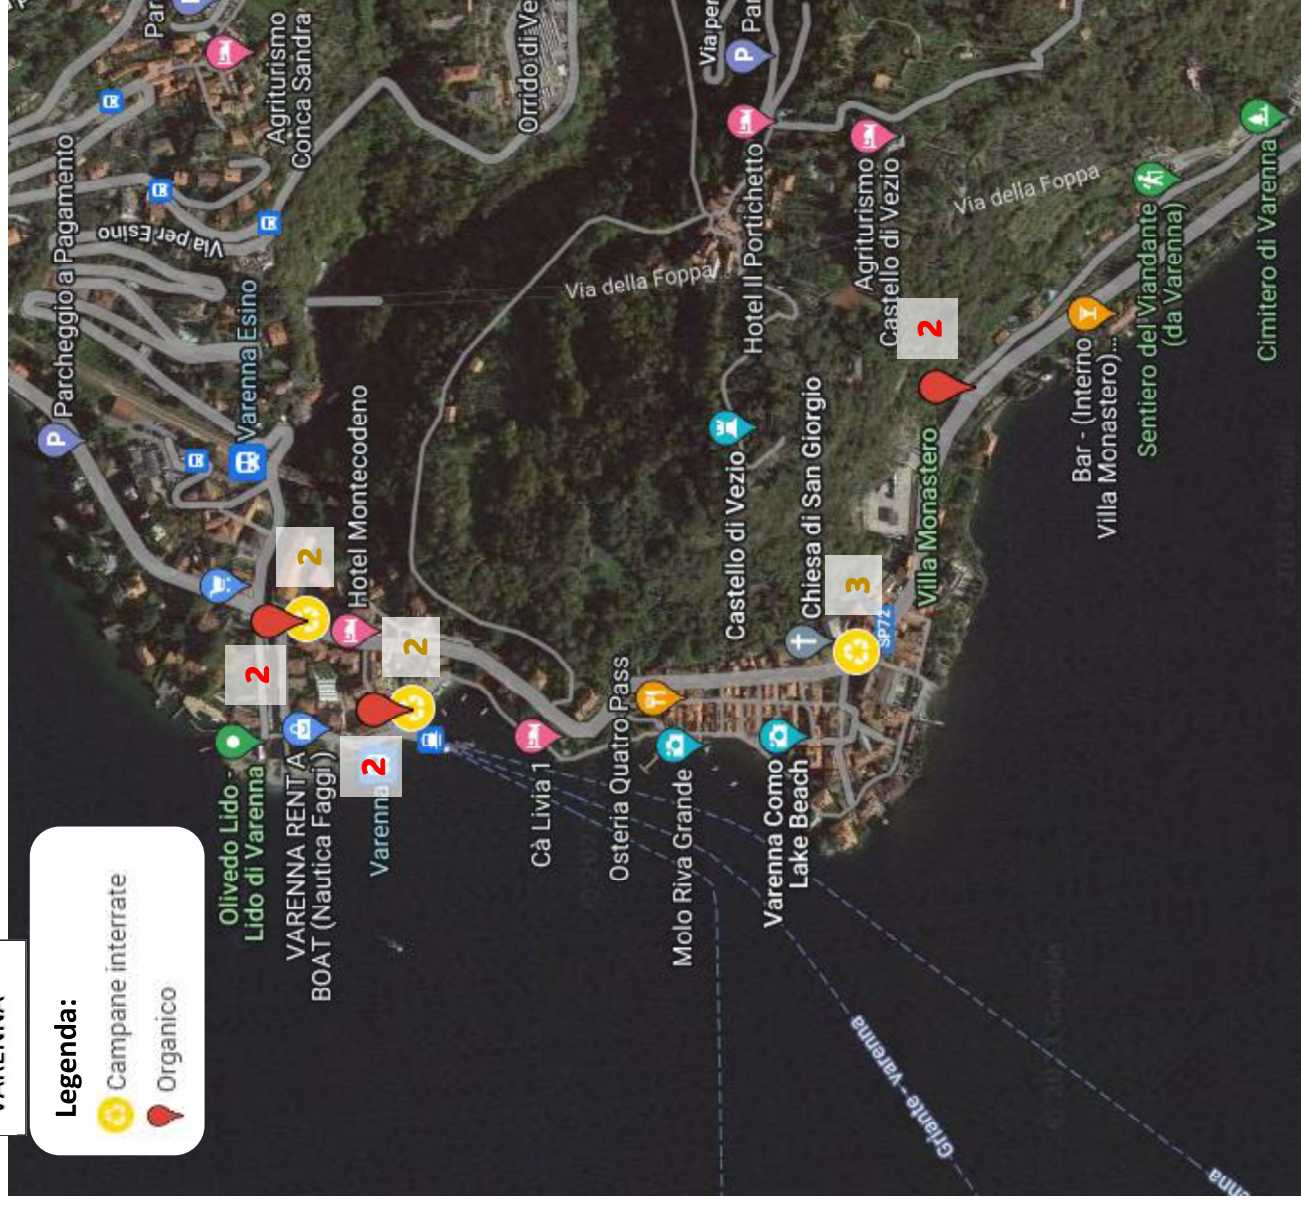 VARENNA
Legenda:
Campane interrate
Organico
Parcheggio a Pagamento
Agriturismo
Conca Sandra
Via per Esino
Varenna Esino
Hotel Montecodeno
2
2
2
2
Olivedo Lido -
Lido di Varenna
VARENNA RENT A
BOAT (Nautica Faggi )
Varenna
Cà Livia 1
Osteria Quatro Pass
Molo Riva Grande
Varenna Como
Lake Beach
Castello di Vezio
Chiesa di San Giorgio
3
SP72
Villa Monastero
2
Via della Foppa
Hotel Il Portichetto
Agriturismo
Castello di Vezio
Via della Foppa
Bar - (Interno
Villa Monastero)...
Sentiero del Viandante
(da Varenna)
Cimitero di Varenna
Via per
P
P
Griante - varenna